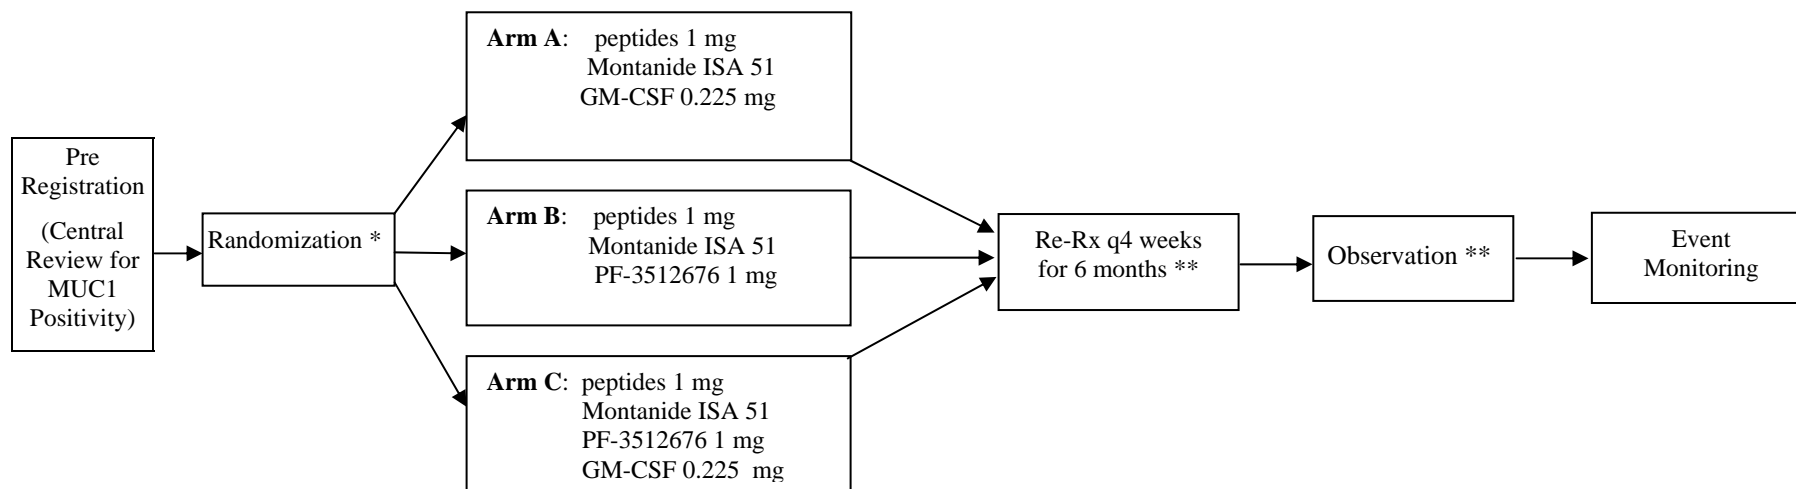 Pre
Registration
(Central
Review for
MUC1
Positivity)
Randomization *
Arm A: peptides 1 mg
Montanide ISA 51
GM-CSF 0.225 mg
Arm B: peptides 1 mg
Montanide ISA 51
PF-3512676 1 mg
Arm C: peptides 1 mg
Montanide ISA 51
PF-3512676 1 mg
GM-CSF 0.225 mg
Re-Rx q4 weeks
for 6 months **
Observation **
Event
Monitoring